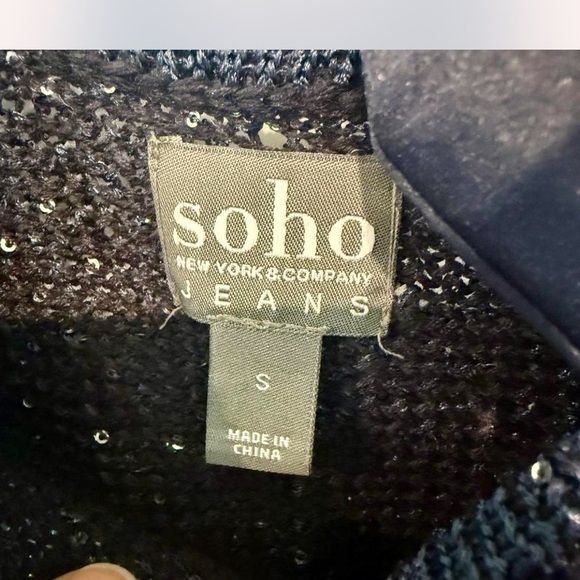 soho
NEW YORK & COMPANY
JEANS
S
MADE IN
CHINA